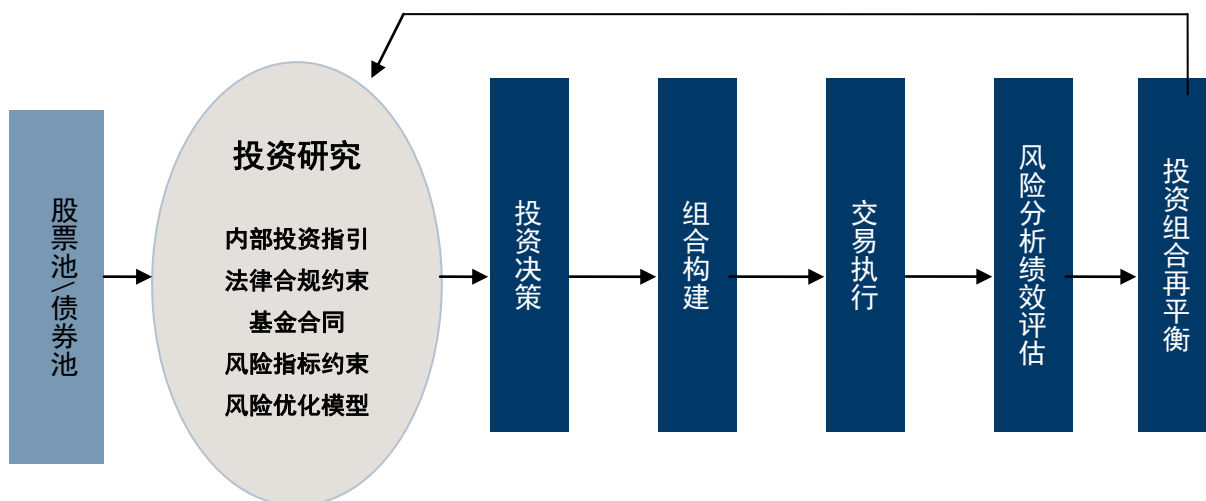 股票池/债券池
投资研究
内部投资指引
法律合规约束
基金合同
风险指标约束
风险优化模型
投资决策
组合构建
交易执行
风险分析绩效评估
投资组合再平衡